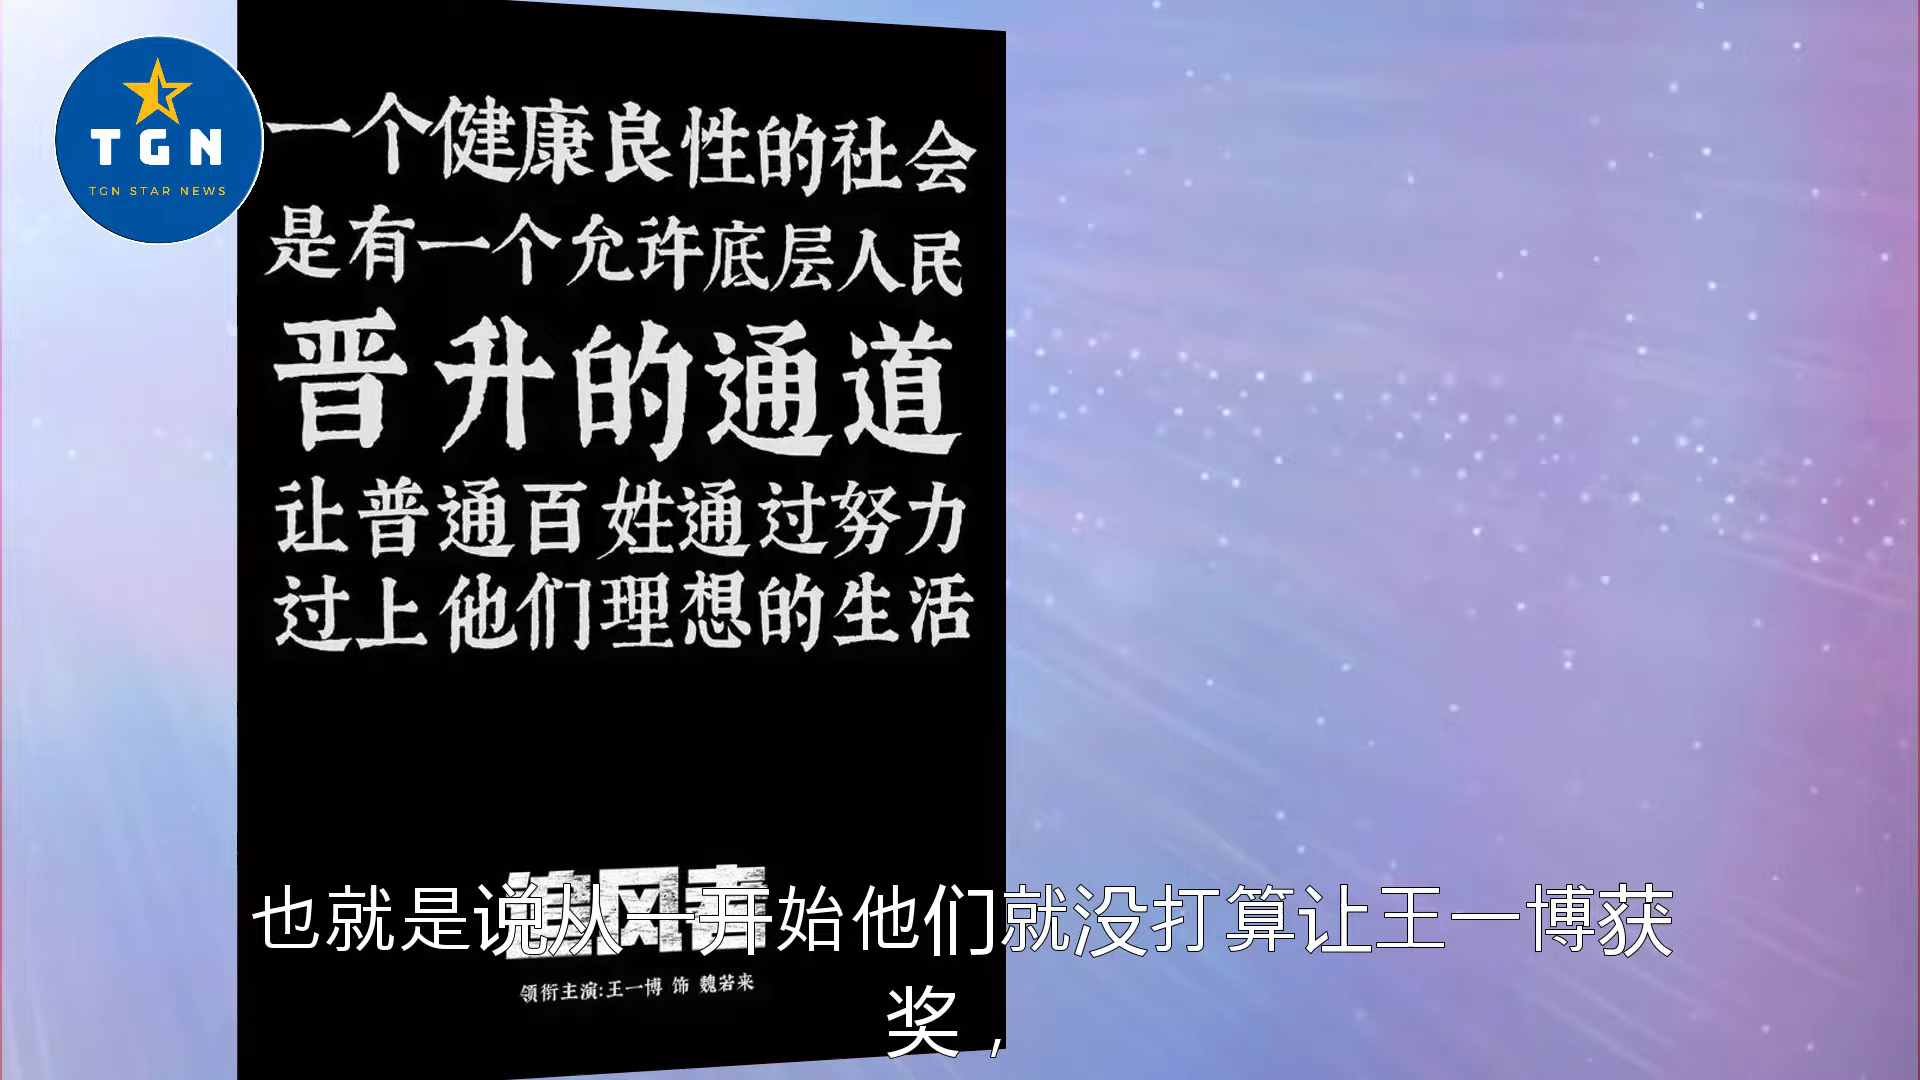 TGN
TGN STAR NEWS
一个健康良性的社会
是有一个允许底层人民
晋升的通道
让普通百姓通过努力
过上他们理想的生活
追风者
领衔主演:王一博 饰 魏若来
也就是说从一开始他们就没打算让王一博获
奖，